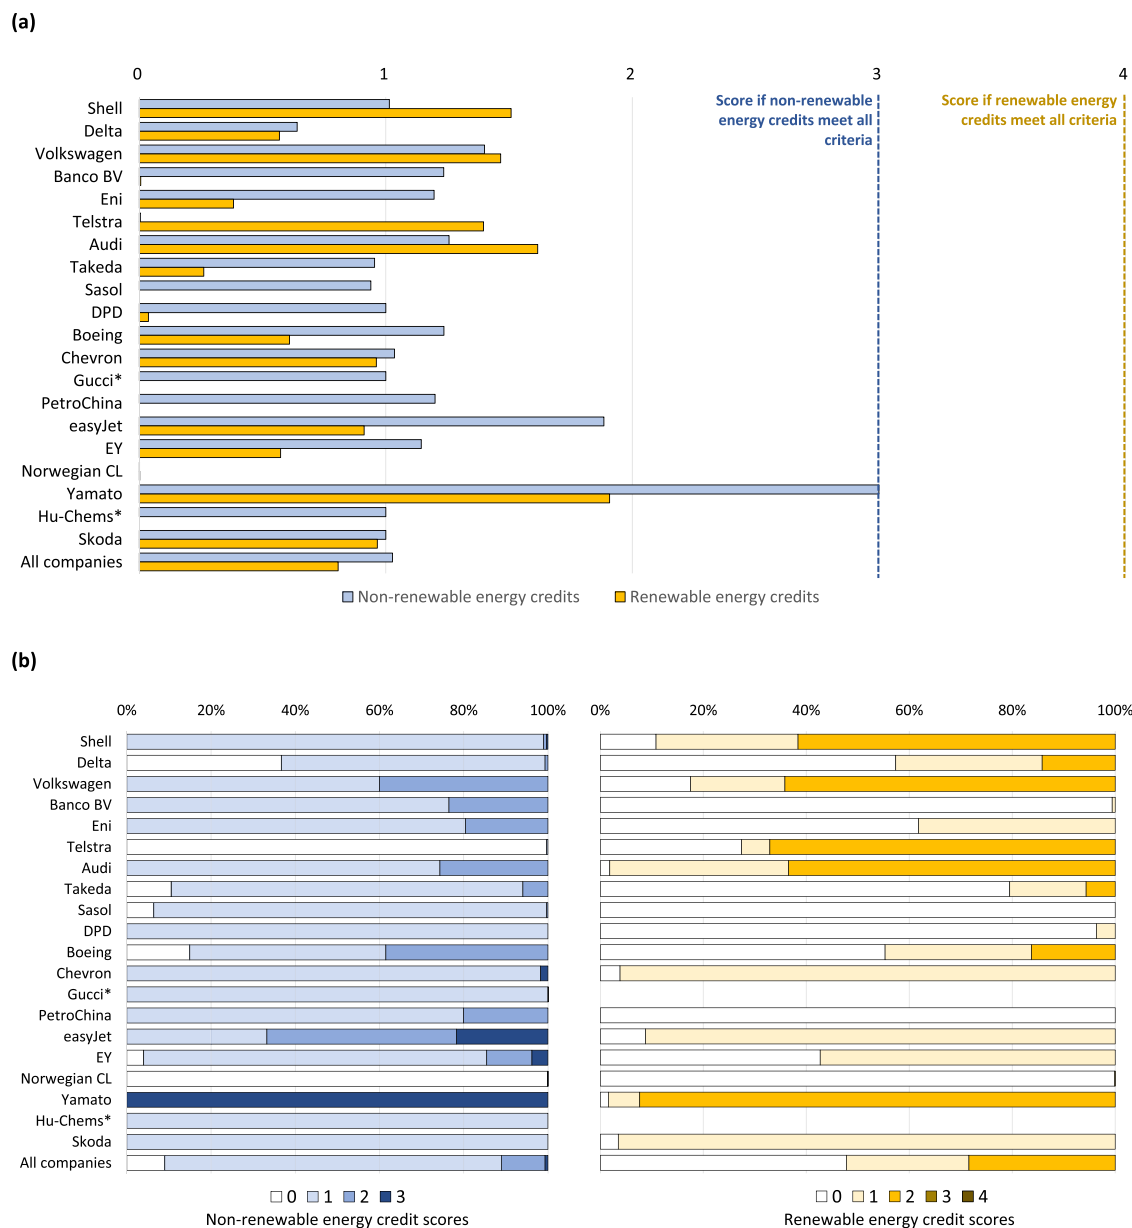 (a)
0 1 2 3 4
Score if non-renewable
energy credits meet all
criteria
Score if renewable energy
credits meet all criteria
Shell
Delta
Volkswagen
Banco BV
Eni
Telstra
Audi
Takeda
Sasol
DPD
Boeing
Chevron
Gucci*
PetroChina
easyJet
EY
Norwegian CL
Yamato
Hu-Chems*
Skoda
All companies
Non-renewable energy credits Renewable energy credits
(b)
0% 20% 40% 60% 80% 100% 0% 20% 40% 60% 80% 100%
Shell
Delta
Volkswagen
Banco BV
Eni
Telstra
Audi
Takeda
Sasol
DPD
Boeing
Chevron
Gucci*
PetroChina
easyJet
EY
Norwegian CL
Yamato
Hu-Chems*
Skoda
All companies
0 1 2 3 0 1 2 3 4
Non-renewable energy credit scores Renewable energy credit scores